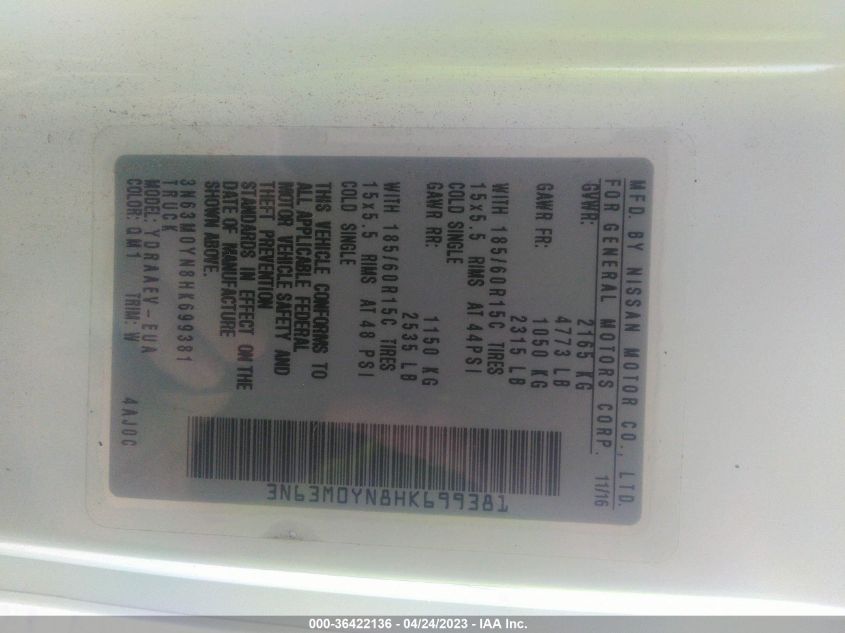 MFD. BY NISSAN MOTOR CO., LTD.
FOR GENERAL MOTORS CORP. 11/16
GVWR: 2165 KG
4773 LB
GAWR FR: 1050 KG
2315 LB
WITH 185/60R15C TIRES
15x5.5 RIMS AT 44PSI
COLD SINGLE
GAWR RR: 1150 KG
2535 LB
WITH 185/60R15C TIRES
15x5.5 RIMS AT 48 PSI
COLD SINGLE
THIS VEHICLE CONFORMS TO
ALL APPLICABLE FEDERAL
MOTOR VEHICLE SAFETY AND
THEFT PREVENTION
STANDARDS IN EFFECT ON THE
DATE OF MANUFACTURE
SHOWN ABOVE.
3N63M0YN8HK699381
TRUCK
MODEL: YDRAAEV-EUA
COLOR: QM1 TRIM: W 4AJ0C
3N63M0YN8HK699381
000-36422136 - 04/24/2023 - IAA Inc.